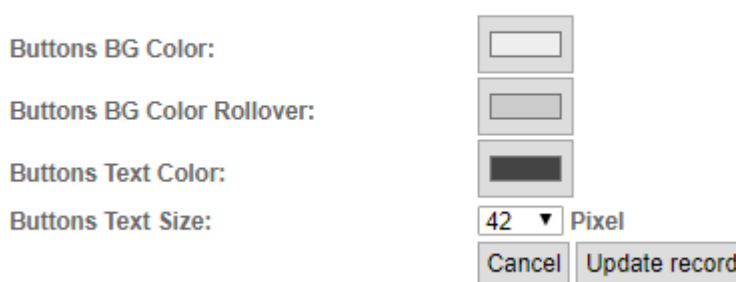 Buttons BG Color:
Buttons BG Color Rollover:
Buttons Text Color:
Buttons Text Size: 42 Pixel
Cancel Update record